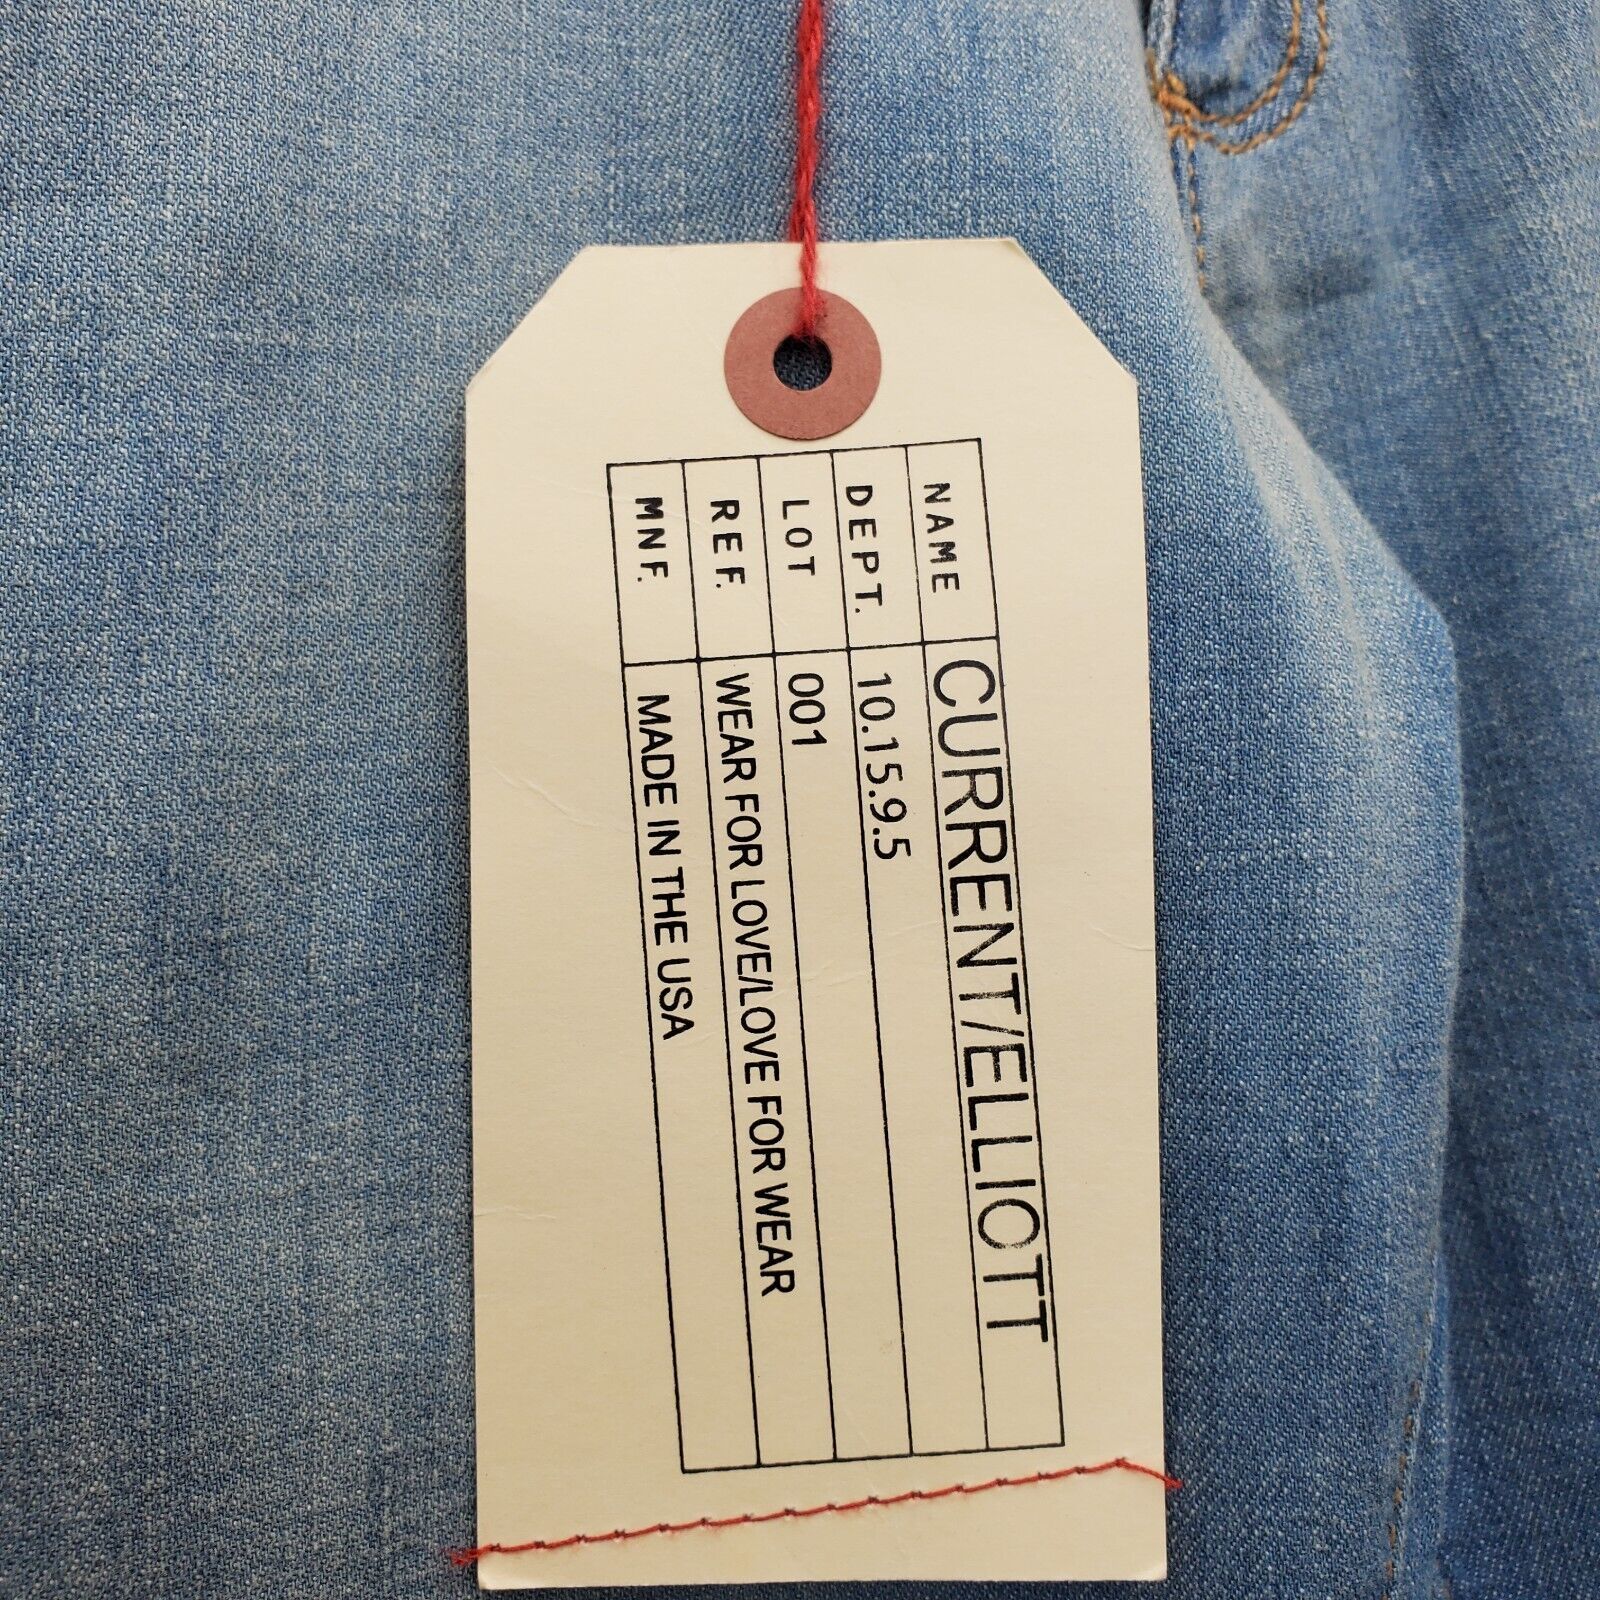 NAME CURRENT/ELLIOTT
DEPT. 10.15.9.5
LOT 001
REF. WEAR FOR LOVE/LOVE FOR WEAR
MNF. MADE IN THE USA